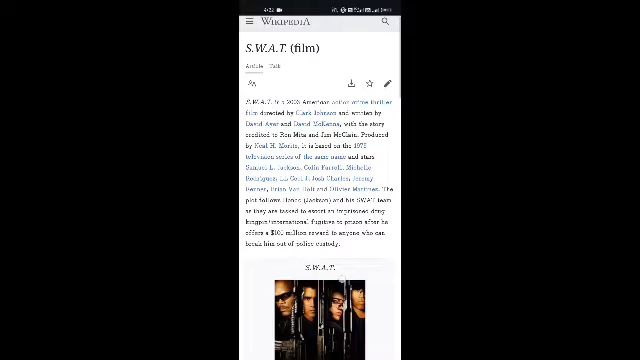 4:22
WIKIPEDIA
S.W.A.T. (film)
Article Talk
S.W.A.T. is a 2003 American action crime thriller
film directed by Clark Johnson and written by
David Ayer and David McKenna, with the story
credited to Ron Mita and Jim McClain. Produced
by Neal H. Moritz, it is based on the 1975
television series of the same name and stars
Samuel L. Jackson, Colin Farrell, Michelle
Rodriguez, LL Cool J, Josh Charles, Jeremy
Renner, Brian Van Holt and Olivier Martinez. The
plot follows Hondo (Jackson) and his SWAT team
as they are tasked to escort an imprisoned drug
kingpin/international fugitive to prison after he
offers a $100 million reward to anyone who can
break him out of police custody.
S.W.A.T.